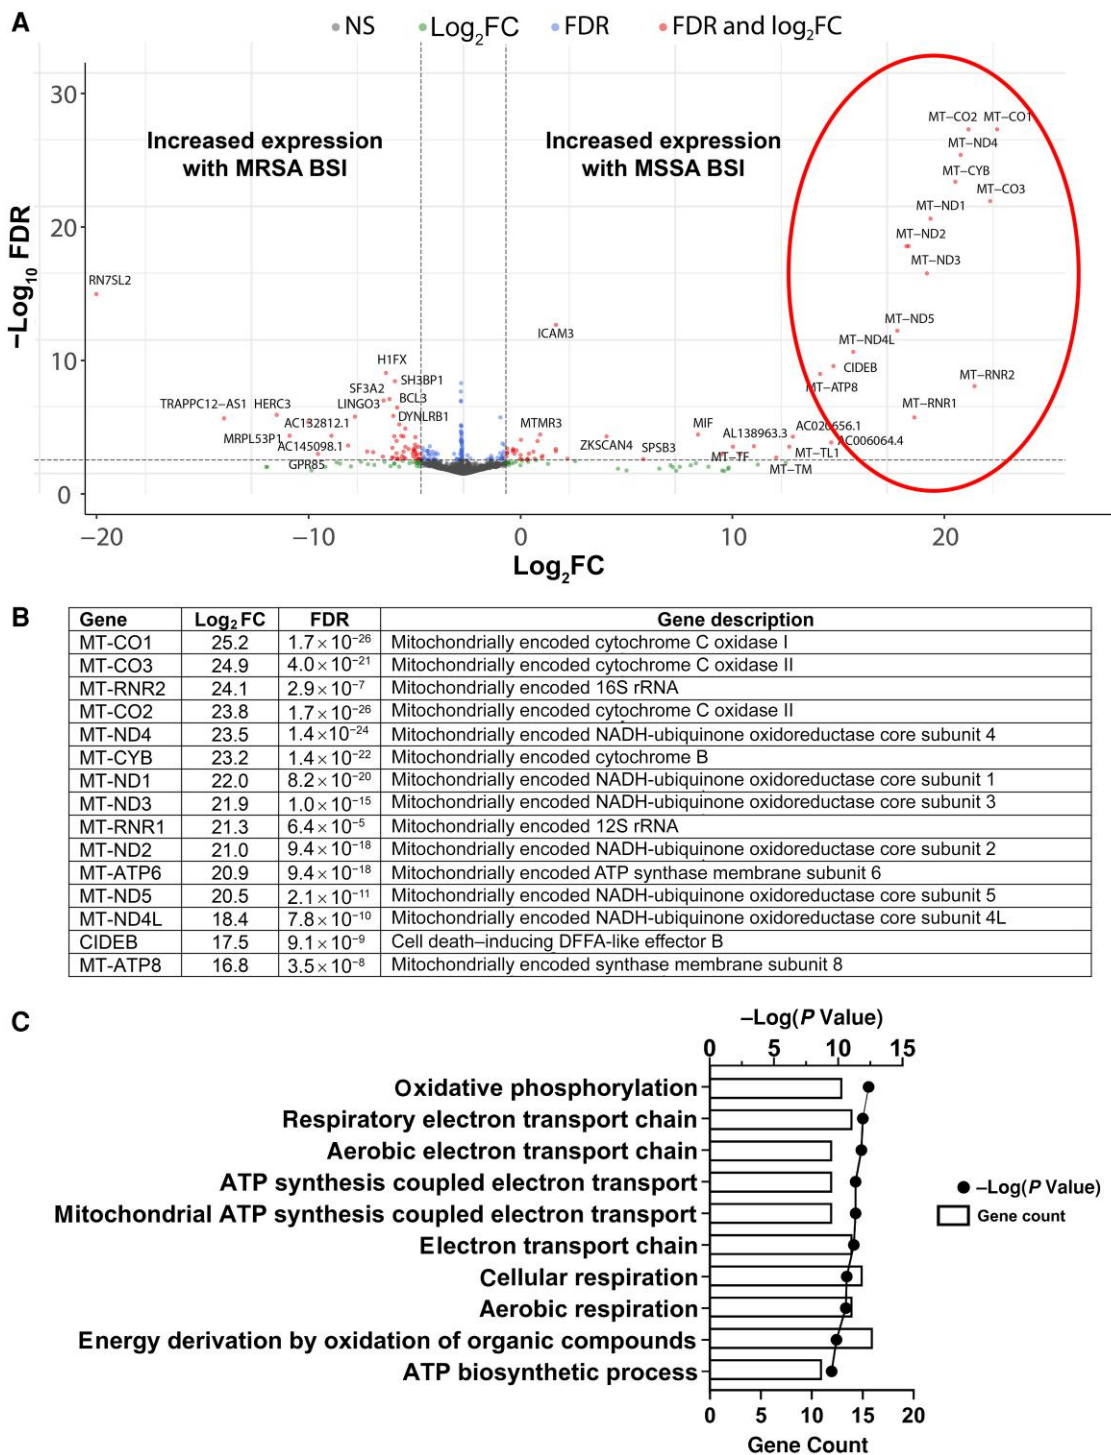 A
NS Log2FC FDR FDR and log2FC
Increased expression
with MRSA BSI
Increased expression
with MSSA BSI
−Log10 FDR
30
20
10
0
MT−CO2 MT−CO1
MT−ND4
MT−CYB
MT−CO3
MT−ND1
MT−ND2
MT−ND3
RN7SL2
MT−ND5
ICAM3
MT−ND4L
H1FX
CIDEB
SH3BP1
MT−RNR2
SF3A2
MT−ATP8
BCL3
TRAPPC12−AS1 HERC3 LINGO3
MT−RNR1
DYNLRB1
AC132812.1
MTMR3
MIF
AC020656.1
AL138963.3
MRPL53P1
AC145098.1
ZKSCAN4
SPSB3
AC006064.4
MT−TF
MT−TL1
GPR85
MT−TM
−20 −10 0 10 20
Log2FC
B
Gene Log2 FC FDR Gene description
MT-CO1 25.2 1.7 × 10−26 Mitochondrially encoded cytochrome C oxidase I
MT-CO3 24.9 4.0 × 10−21 Mitochondrially encoded cytochrome C oxidase II
MT-RNR2 24.1 2.9 × 10−7 Mitochondrially encoded 16S rRNA
MT-CO2 23.8 1.7 × 10−26 Mitochondrially encoded cytochrome C oxidase II
MT-ND4 23.5 1.4 ×10−24 Mitochondrially encoded NADH-ubiquinone oxidoreductase core subunit 4
MT-CYB 23.2 1.4 × 10−22 Mitochondrially encoded cytochrome B
MT-ND1 22.0 8.2 × 10−20 Mitochondrially encoded NADH-ubiquinone oxidoreductase core subunit 1
MT-ND3 21.9 1.0 × 10−15 Mitochondrially encoded NADH-ubiquinone oxidoreductase core subunit 3
MT-RNR1 21.3 6.4 × 10−5 Mitochondrially encoded 12S rRNA
MT-ND2 21.0 9.4 × 10−18 Mitochondrially encoded NADH-ubiquinone oxidoreductase core subunit 2
MT-ATP6 20.9 9.4 × 10−18 Mitochondrially encoded ATP synthase membrane subunit 6
MT-ND5 20.5 2.1 × 10−11 Mitochondrially encoded NADH-ubiquinone oxidoreductase core subunit 5
MT-ND4L 18.4 7.8 × 10−10 Mitochondrially encoded NADH-ubiquinone oxidoreductase core subunit 4L
CIDEB 17.5 9.1 × 10−9 Cell death–inducing DFFA-like effector B
MT-ATP8 16.8 3.5 × 10−8 Mitochondrially encoded synthase membrane subunit 8
C
−Log(P Value)
0 5 10 15
Oxidative phosphorylation
Respiratory electron transport chain
Aerobic electron transport chain
ATP synthesis coupled electron transport
Mitochondrial ATP synthesis coupled electron transport
Electron transport chain
Cellular respiration
Aerobic respiration
Energy derivation by oxidation of organic compounds
ATP biosynthetic process
−Log(P Value)
Gene count
0 5 10 15 20
Gene Count